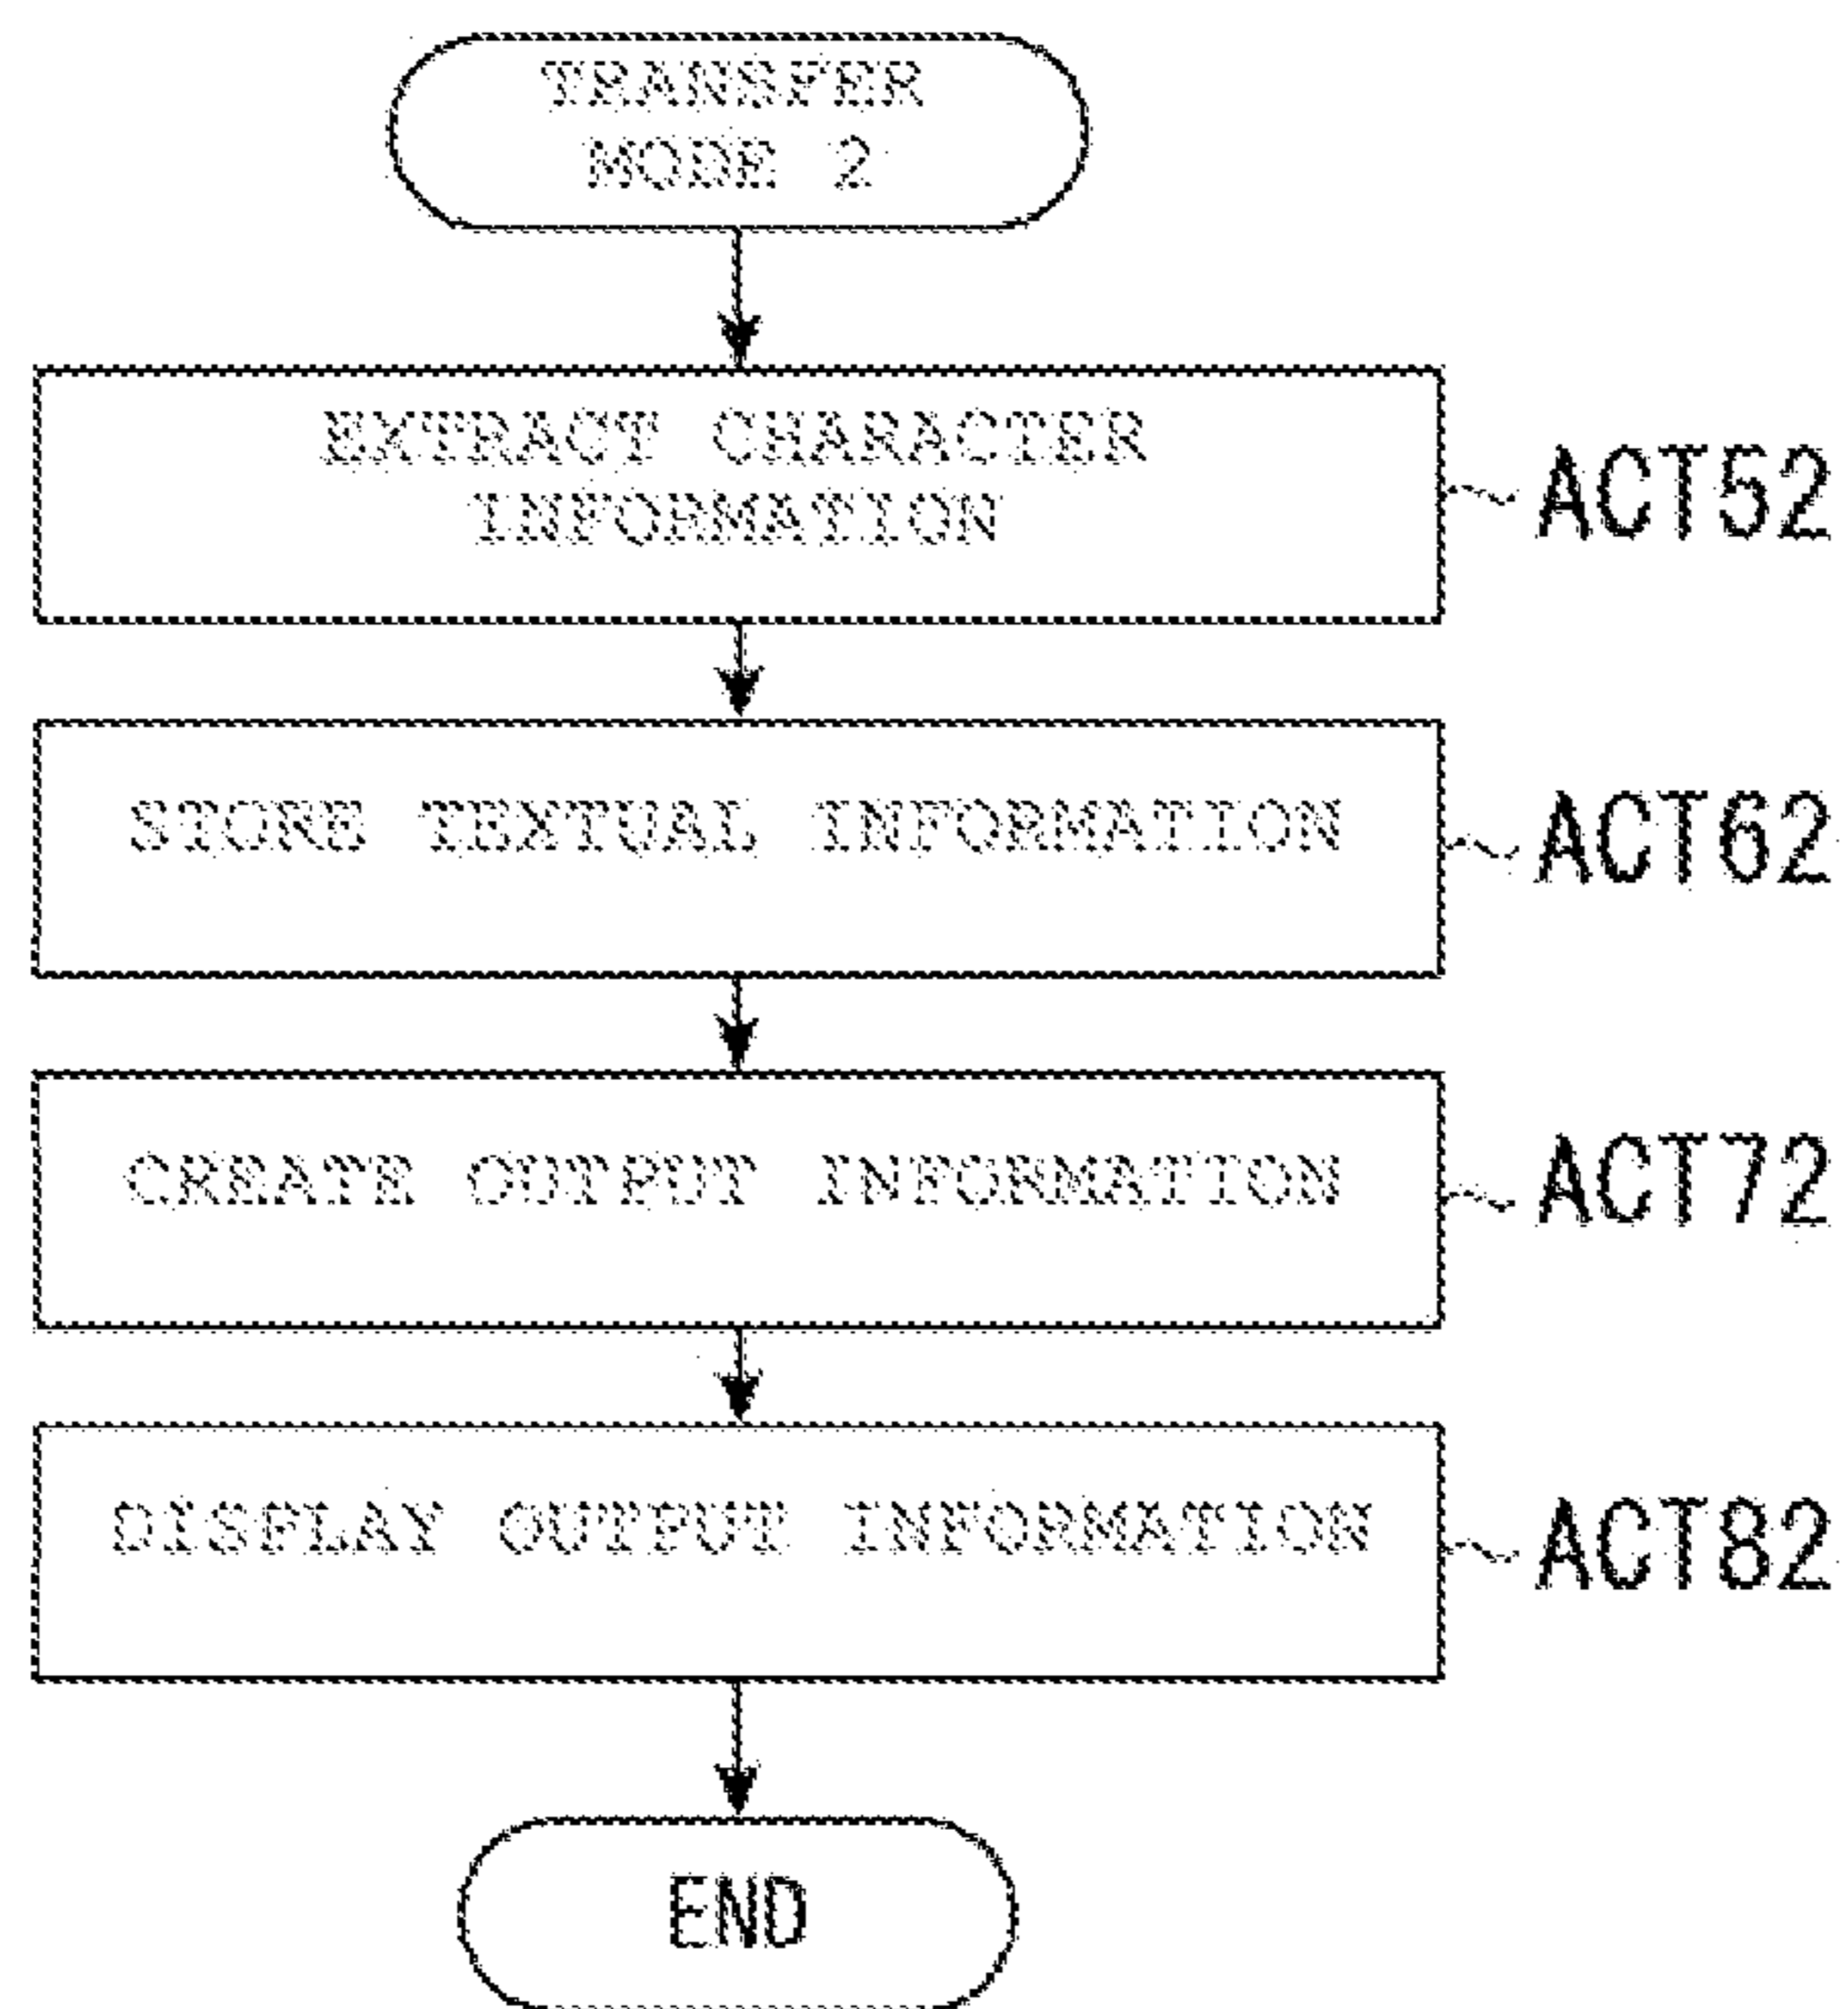 TRANSFER
MODE 2
EXTRACT CHARACTER
INFORMATION
ACT52
STORE TEXTUAL INFORMATION
ACT62
CREATE OUTPUT INFORMATION
ACT72
DISPLAY OUTPUT INFORMATION
ACT82
END